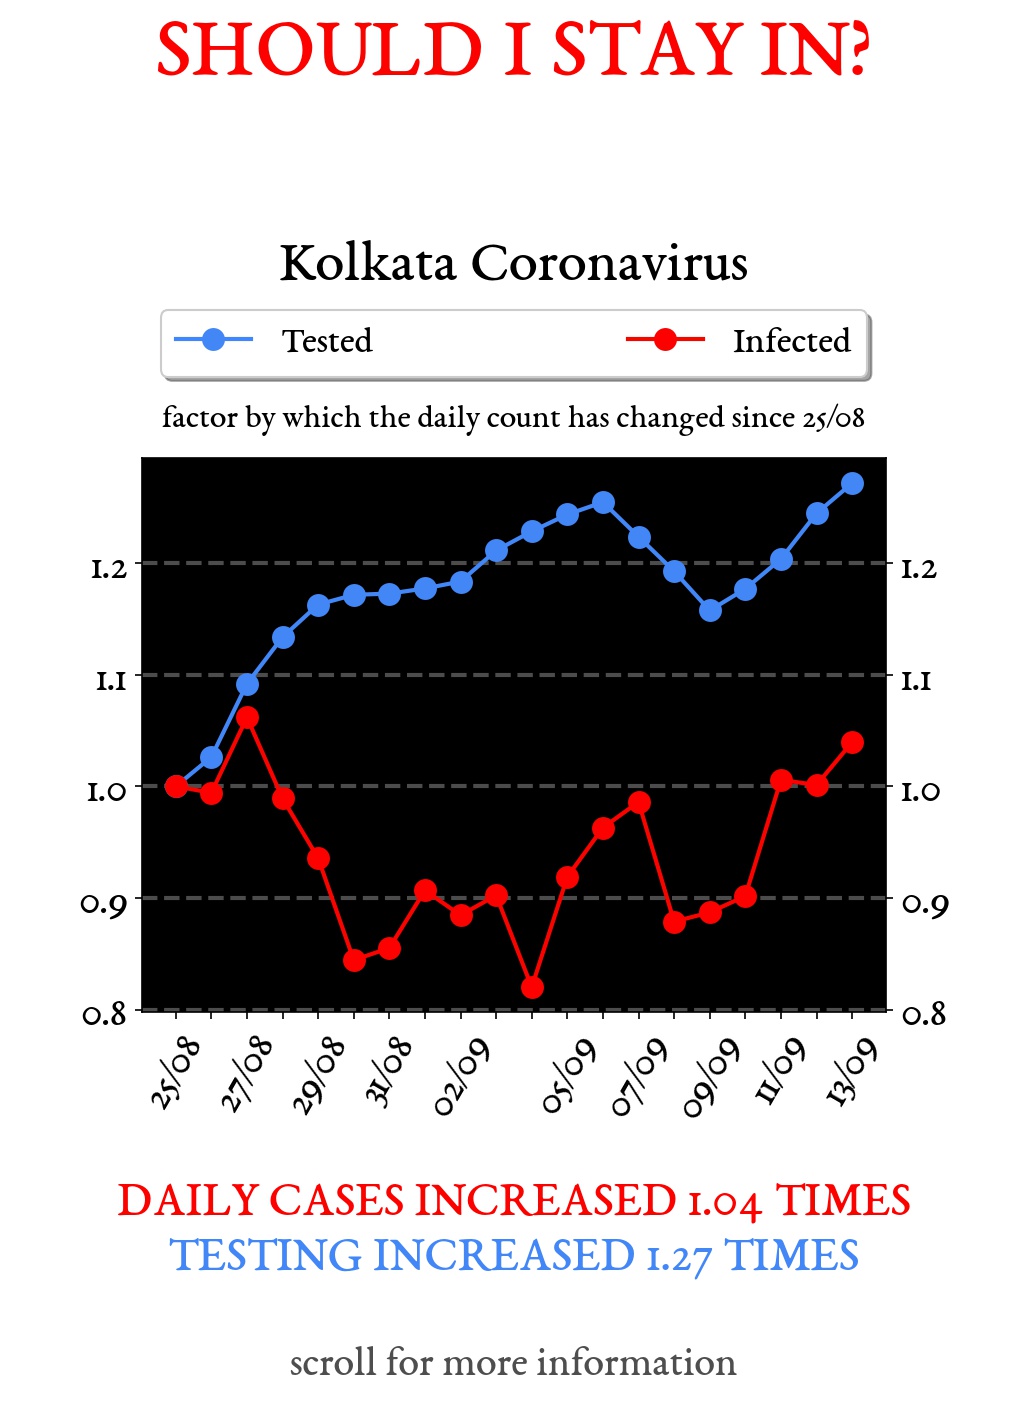 SHOULD I STAY IN?
Kolkata Coronavirus
Tested Infected
factor by which the daily count has changed since 25/08
1.2 1.2
1.1 1.1
1.0 1.0
0.9 0.9
0.8 0.8
25/08 27/08 29/08 31/08 02/09 05/09 07/09 09/09 11/09 13/09
DAILY CASES INCREASED 1.04 TIMES
TESTING INCREASED 1.27 TIMES
scroll for more information